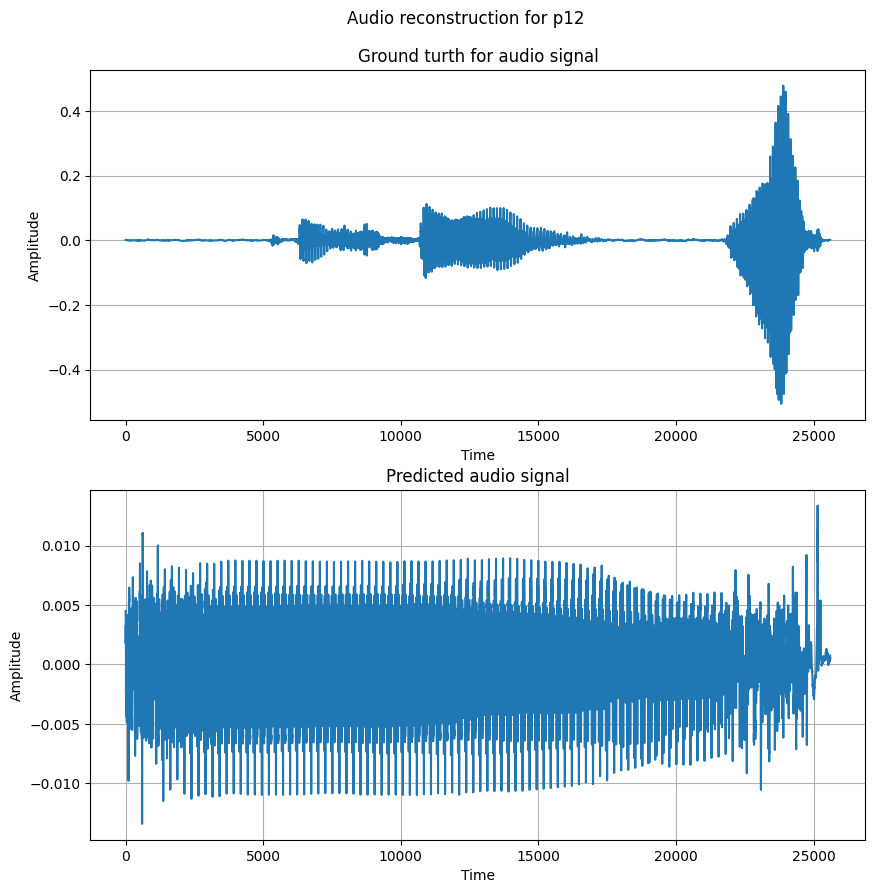 Audio reconstruction for p12
Ground turth for audio signal
0.4
0.2
0.0
−0.2
−0.4
Amplitude
0 5000 10000 15000 20000 25000
Time
Predicted audio signal
0.010
0.005
0.000
−0.005
−0.010
Amplitude
0 5000 10000 15000 20000 25000
Time